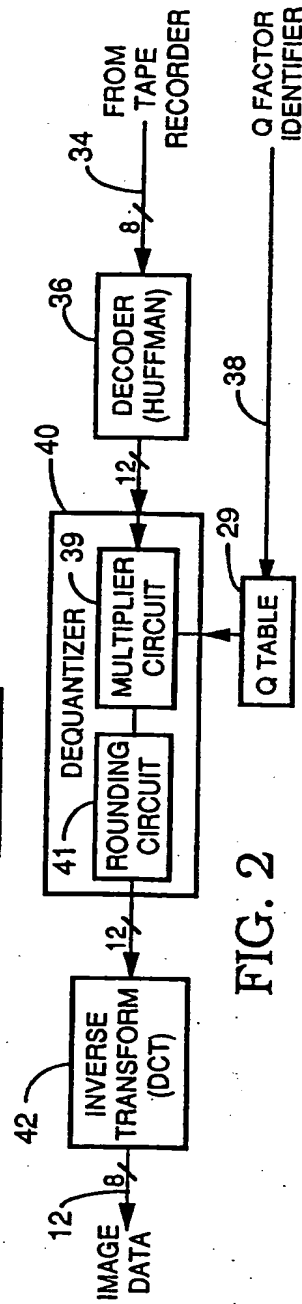 FROM
TAPE
RECORDER
34
8
36
DECODER
(HUFFMAN)
12
40
DEQUANTIZER
39
MULTIPLIER
CIRCUIT
41
ROUNDING
CIRCUIT
12
42
INVERSE
TRANSFORM
(DCT)
12
8
IMAGE
DATA
Q FACTOR
IDENTIFIER
38
29
Q TABLE
FIG. 2